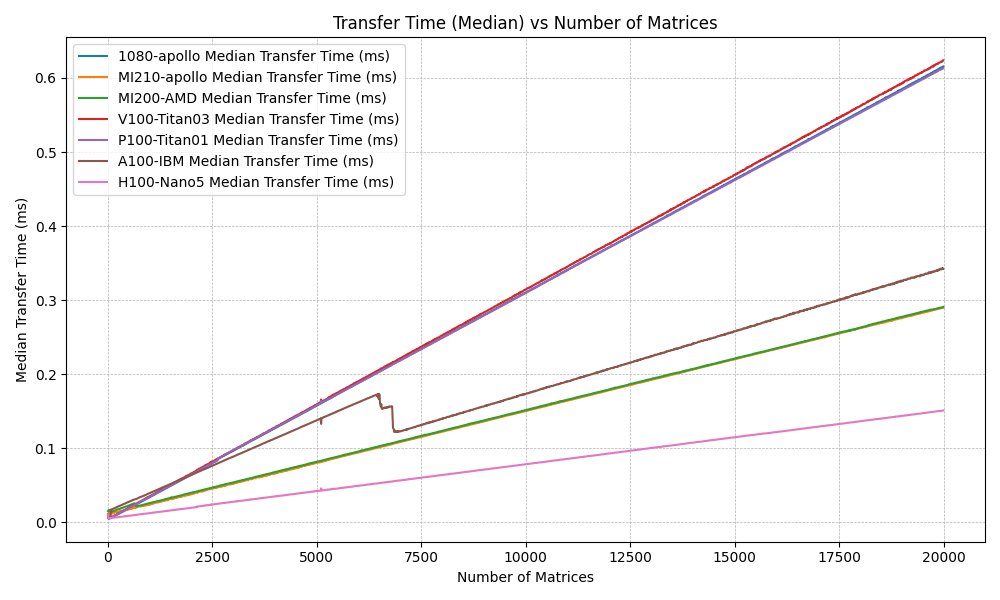 Transfer Time (Median) vs Number of Matrices
1080-apollo Median Transfer Time (ms)
MI210-apollo Median Transfer Time (ms)
MI200-AMD Median Transfer Time (ms)
V100-Titan03 Median Transfer Time (ms)
P100-Titan01 Median Transfer Time (ms)
A100-IBM Median Transfer Time (ms)
H100-Nano5 Median Transfer Time (ms)
Median Transfer Time (ms)
0.6
0.5
0.4
0.3
0.2
0.1
0.0
0 2500 5000 7500 10000 12500 15000 17500 20000
Number of Matrices